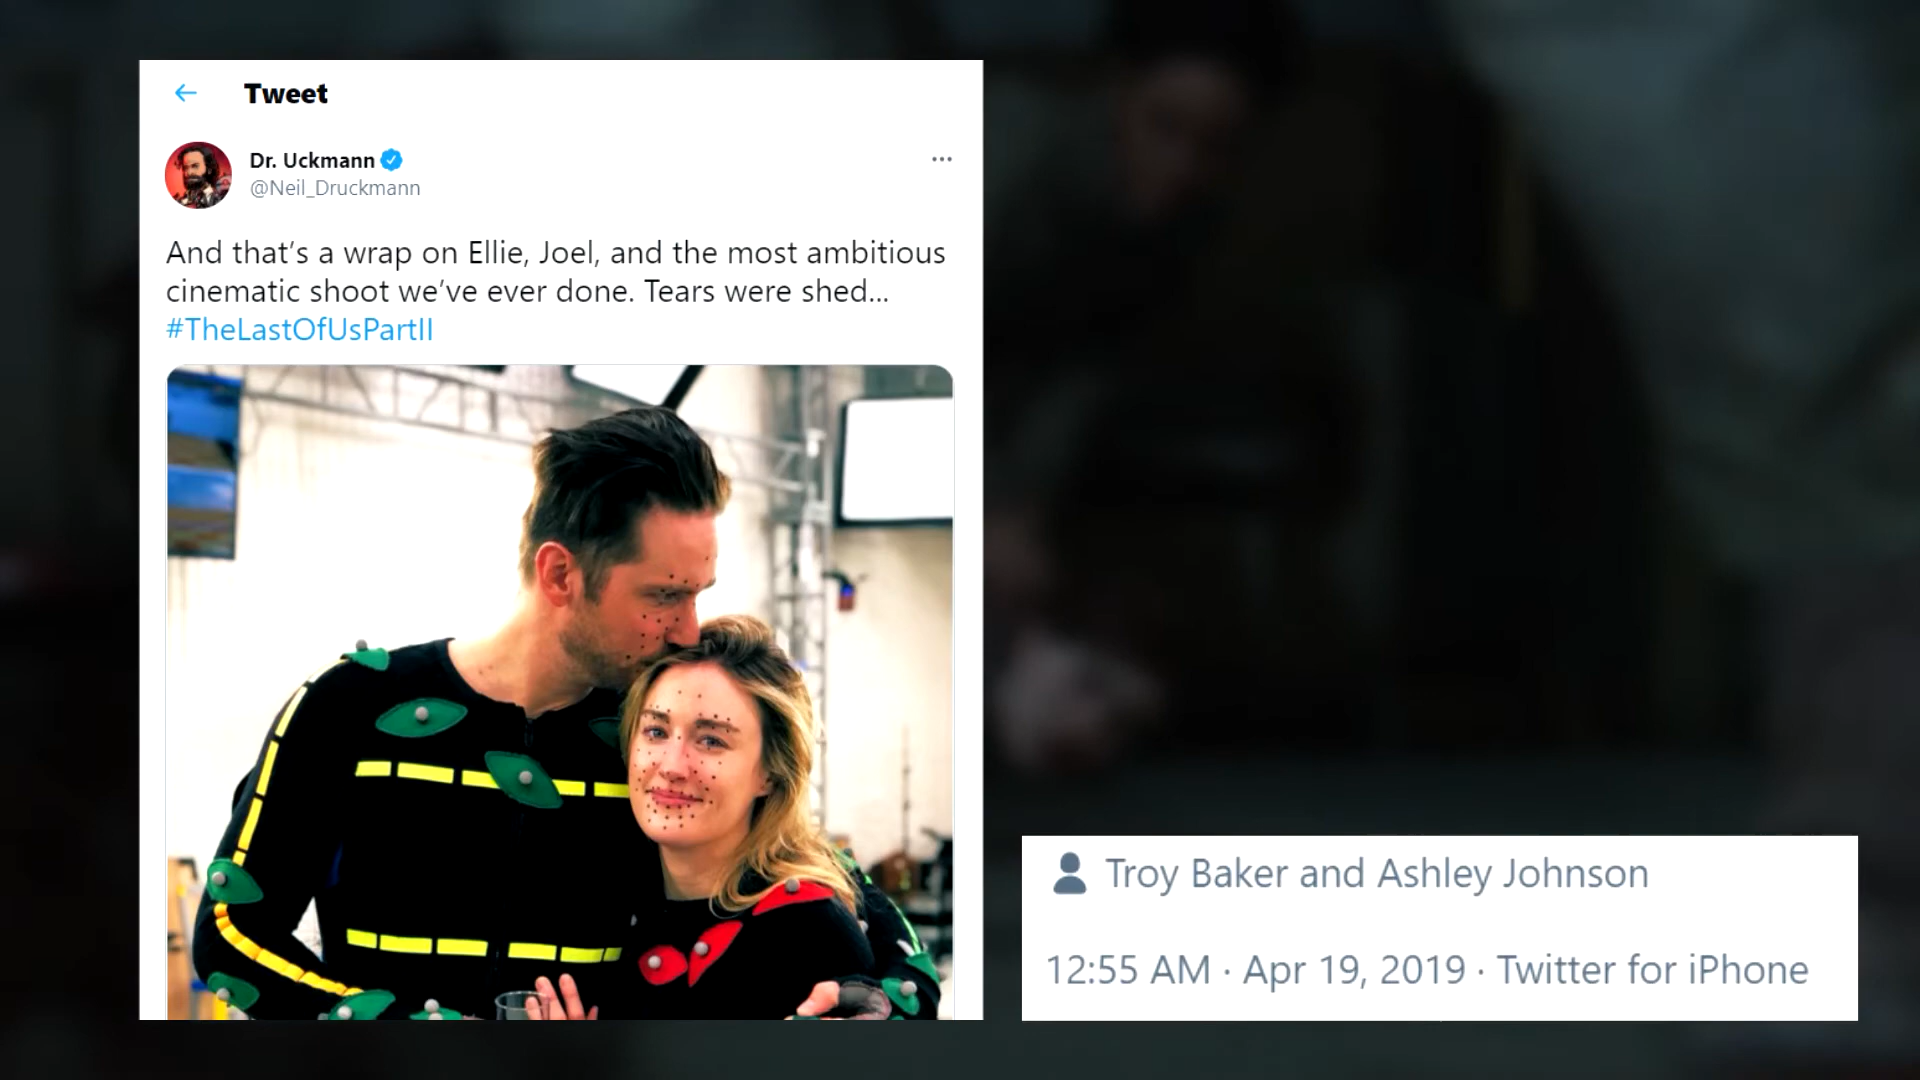 Tweet
Dr. Uckmann
@Neil_Druckmann
And that’s a wrap on Ellie, Joel, and the most ambitious
cinematic shoot we’ve ever done. Tears were shed...
#TheLastOfUsPartII
Troy Baker and Ashley Johnson
12:55 AM · Apr 19, 2019 · Twitter for iPhone